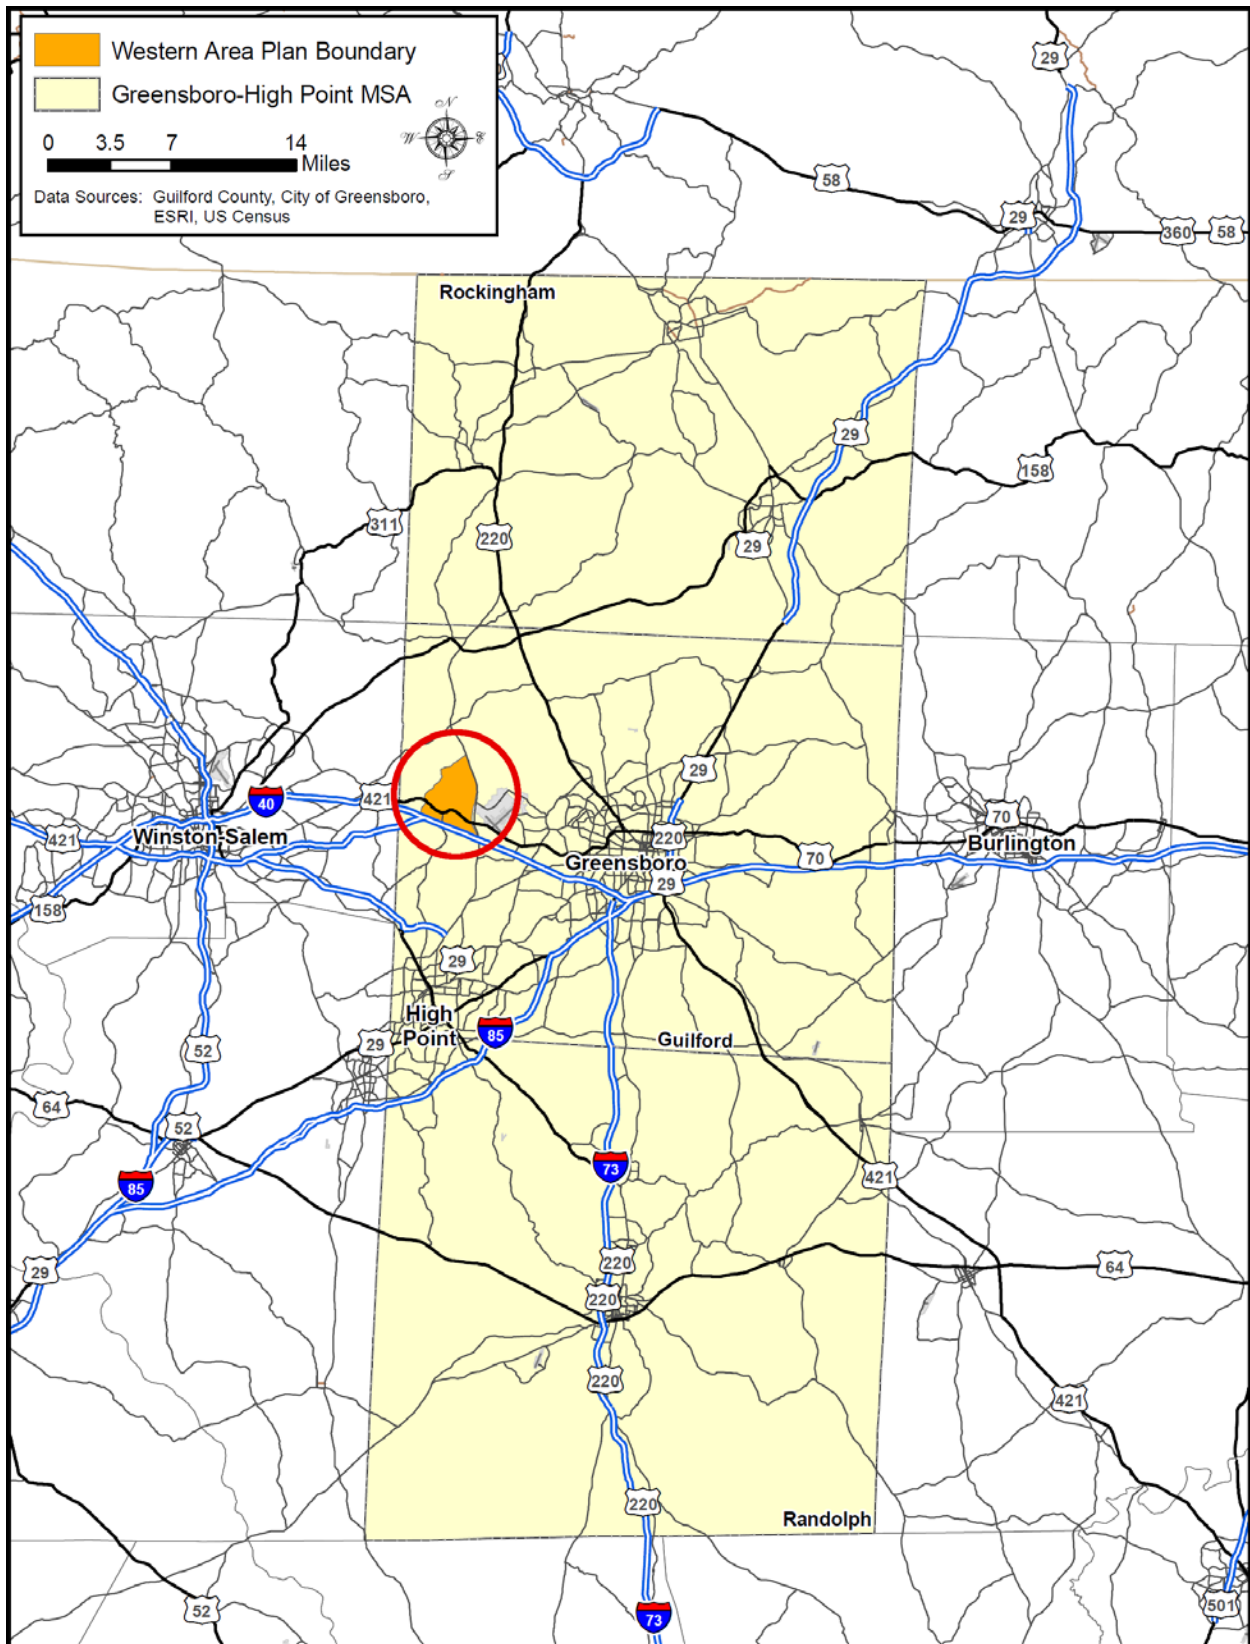 Western Area Plan Boundary
Greensboro-High Point MSA
N
W E
S
0 3.5 7 14
Miles
Data Sources: Guilford County, City of Greensboro,
ESRI, US Census
29
58
29
360 58
Rockingham
29
158
311
220
29
29
40
421
421
Winston-Salem
220
70
Burlington
Greensboro
70
29
158
29
High
Point
85
Guilford
29
52
64
52
73
421
85
220
64
29
220
220
421
220
Randolph
52
501
73